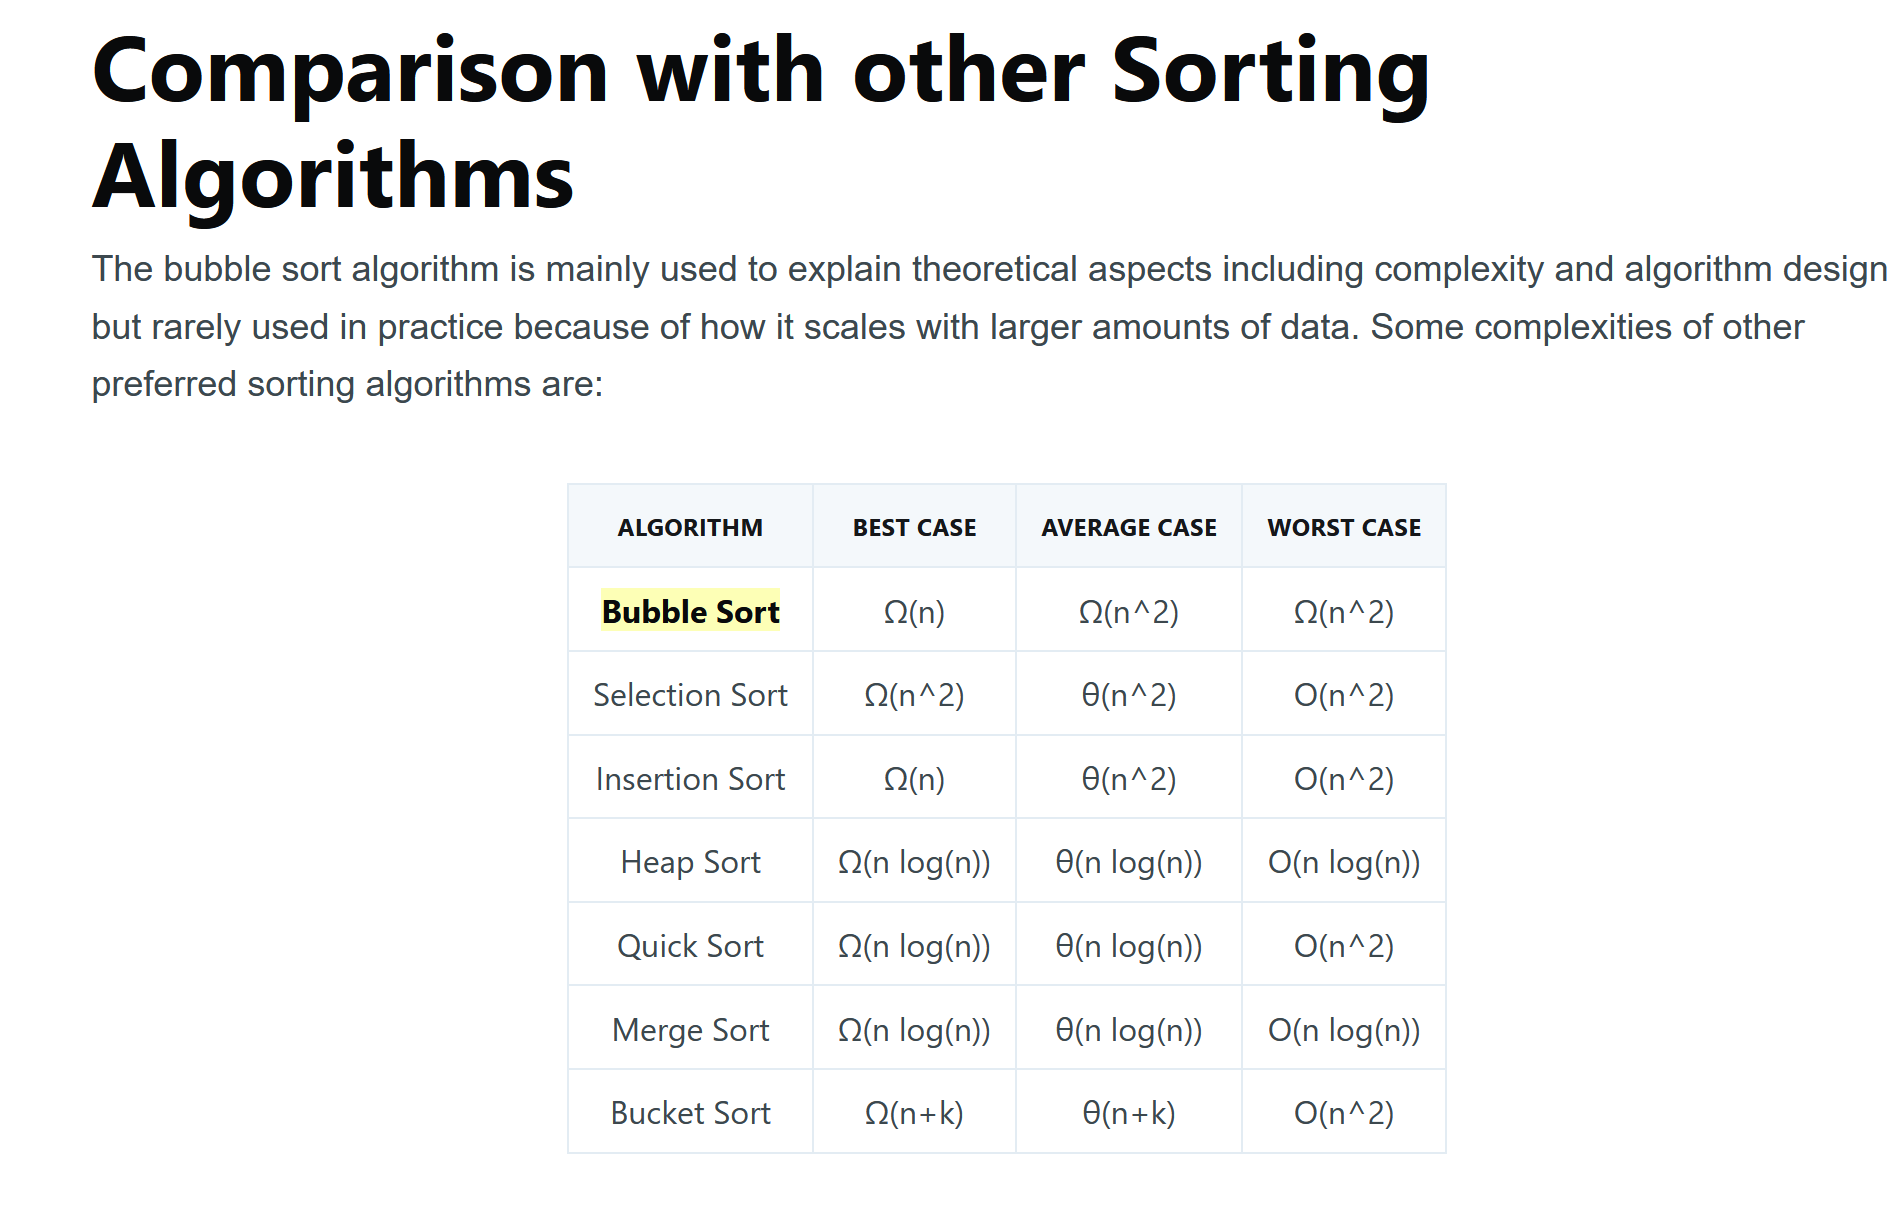 Comparison with other Sorting
Algorithms
The bubble sort algorithm is mainly used to explain theoretical aspects including complexity and algorithm design
but rarely used in practice because of how it scales with larger amounts of data. Some complexities of other
preferred sorting algorithms are:
ALGORITHM BEST CASE AVERAGE CASE WORST CASE
Bubble Sort Ω(n) Ω(n^2) Ω(n^2)
Selection Sort Ω(n^2) θ(n^2) O(n^2)
Insertion Sort Ω(n) θ(n^2) O(n^2)
Heap Sort Ω(n log(n)) θ(n log(n)) O(n log(n))
Quick Sort Ω(n log(n)) θ(n log(n)) O(n^2)
Merge Sort Ω(n log(n)) θ(n log(n)) O(n log(n))
Bucket Sort Ω(n+k) θ(n+k) O(n^2)